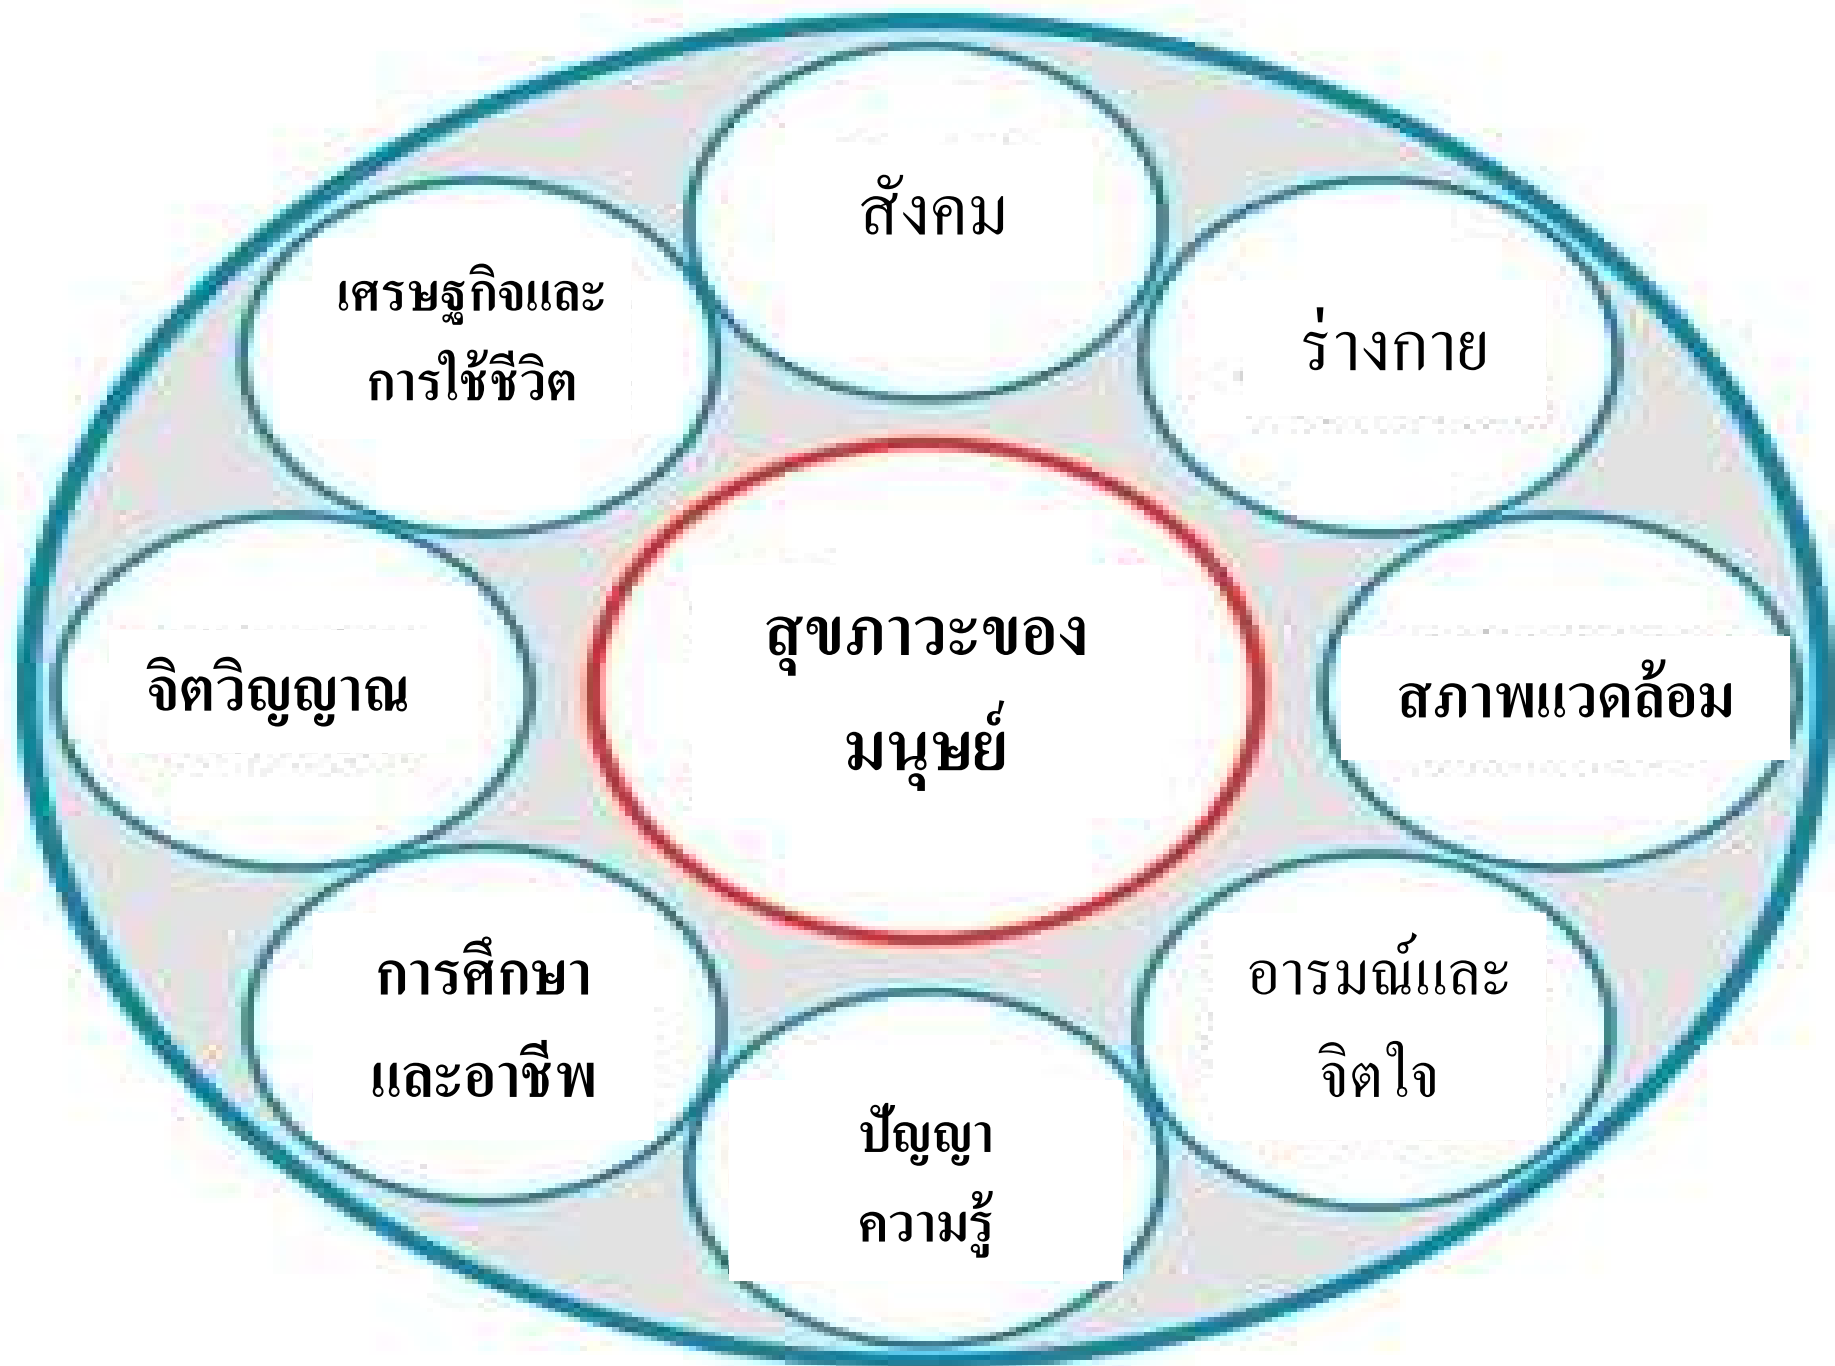 สังคม
เศรษฐกิจและ
การใช้ชีวิต
ร่างกาย
สุขภาวะของ
มนุษย์
จิตวิญญาณ
สภาพแวดล้อม
การศึกษา
และอาชีพ
อารมณ์และ
จิตใจ
ปัญญา
ความรู้